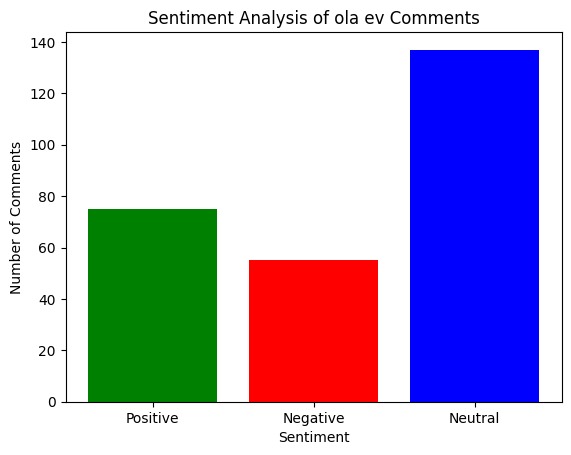 Sentiment Analysis of ola ev Comments
140
120
100
80
60
40
20
0
Number of Comments
Positive Negative Neutral
Sentiment